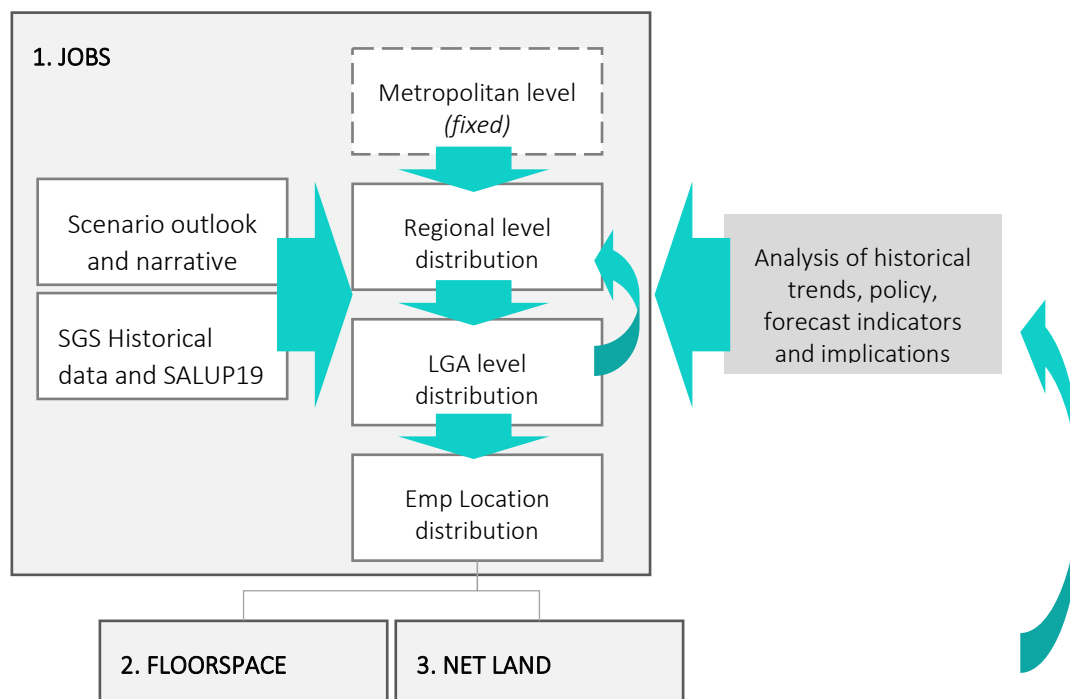 1. JOBS
Metropolitan level
(fixed)
Scenario outlook
and narrative
SGS Historical
data and SALUP19
Regional level
distribution
LGA level
distribution
Emp Location
distribution
Analysis of historical
trends, policy,
forecast indicators
and implications
2. FLOORSPACE
3. NET LAND